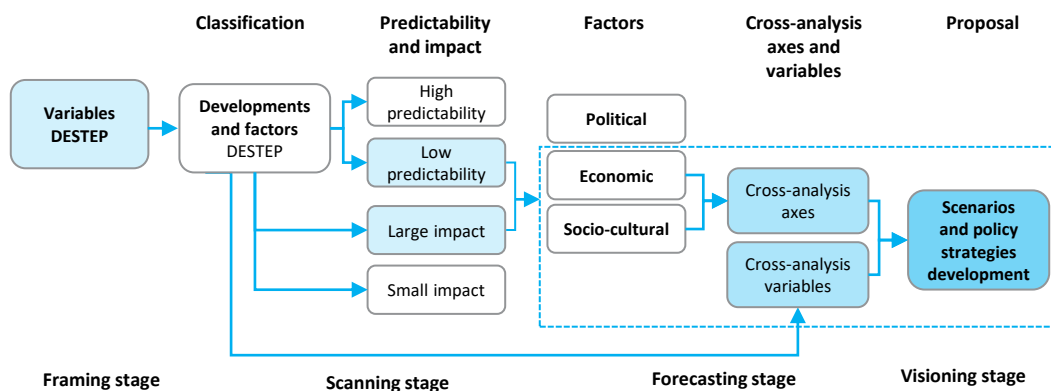 Classification
Predictability
and impact
Factors
Cross-analysis
axes and
variables
Proposal
Variables
DESTEP
Developments
and factors
DESTEP
High
predictability
Low
predictability
Large impact
Small impact
Political
Economic
Socio-cultural
Cross-analysis
axes
Cross-analysis
variables
Scenarios
and policy
strategies
development
Framing stage
Scanning stage
Forecasting stage
Visioning stage